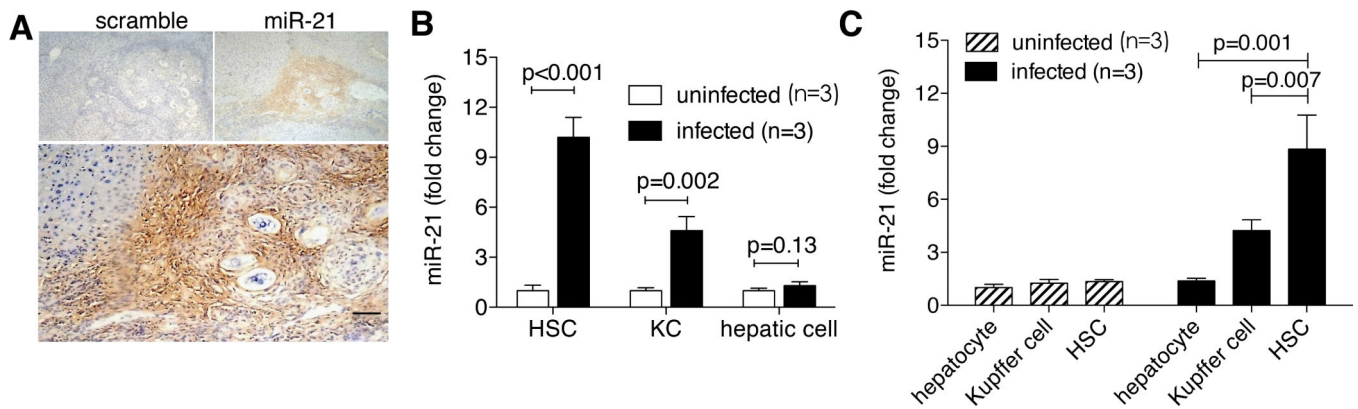 A
scramble
miR-21
B
miR-21 (fold change)
15
12
9
6
3
0
p<0.001
p=0.002
p=0.13
uninfected (n=3)
infected (n=3)
HSC
KC
hepatic cell
C
miR-21 (fold change)
15
12
9
6
3
0
uninfected (n=3)
infected (n=3)
p=0.001
p=0.007
hepatocyte
Kupffer cell
HSC
hepatocyte
Kupffer cell
HSC